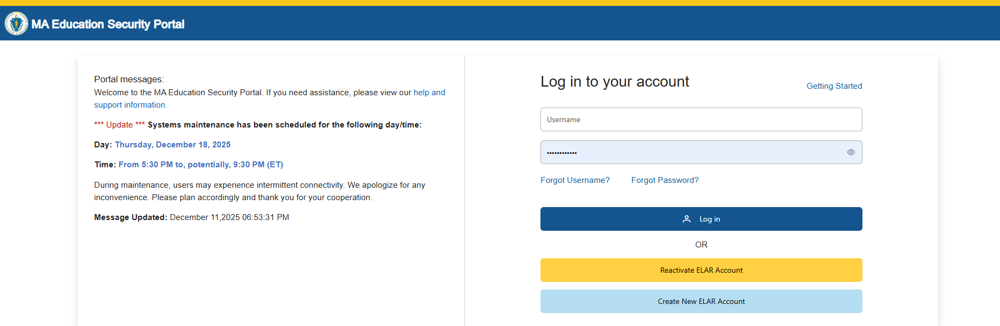 MA Education Security Portal
Portal messages:
Welcome to the MA Education Security Portal. If you need assistance, please view our help and
support information.
*** Update *** Systems maintenance has been scheduled for the following day/time:
Day: Thursday, December 18, 2025
Time: From 5:30 PM to, potentially, 9:30 PM (ET)
During maintenance, users may experience intermittent connectivity. We apologize for any
inconvenience. Please plan accordingly and thank you for your cooperation.
Message Updated: December 11,2025 06:53:31 PM
Log in to your account
Getting Started
Username
••••••••••••
Forgot Username?
Forgot Password?
Log in
OR
Reactivate ELAR Account
Create New ELAR Account